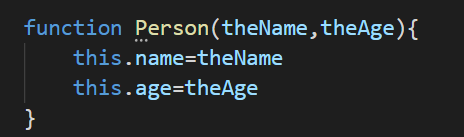 function Person(theName,theAge){
    this.name=theName
    this.age=theAge
}